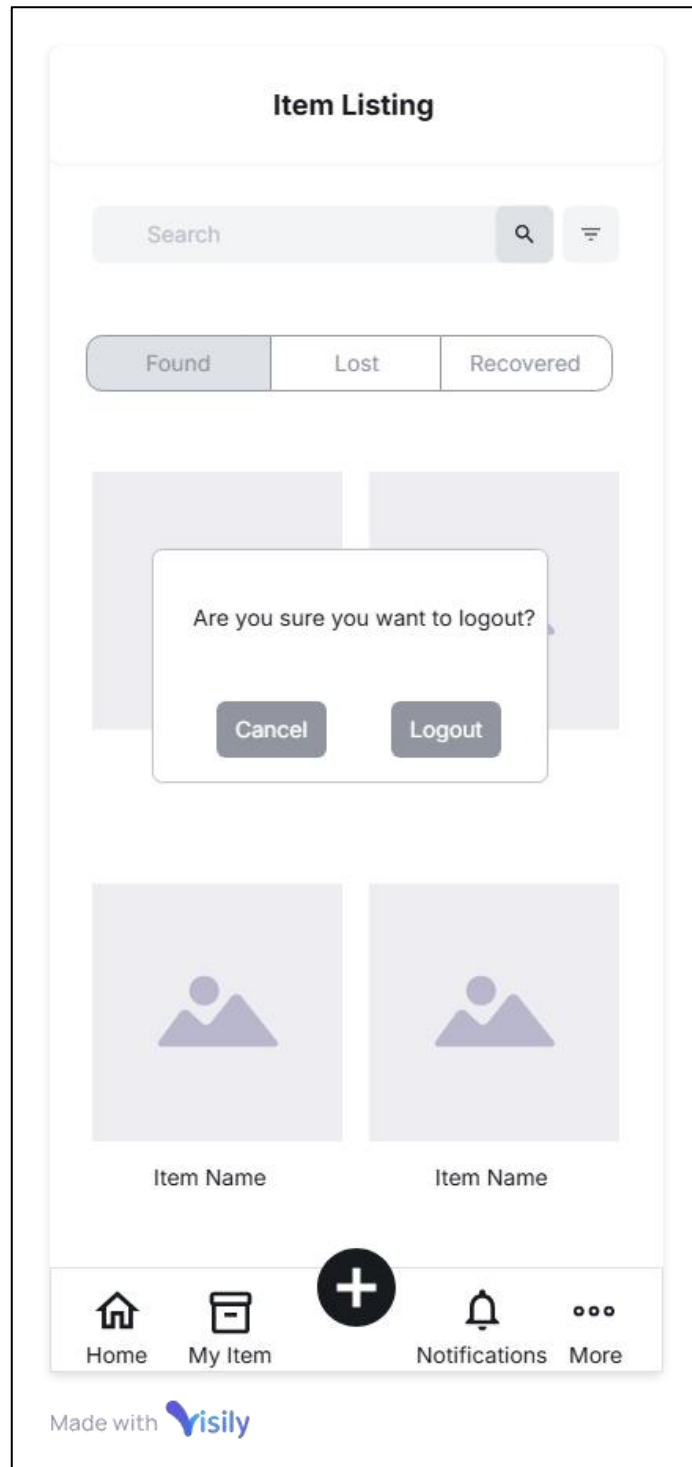 Item Listing
Search
Found Lost Recovered
Are you sure you want to logout?
Cancel Logout
Item Name Item Name
Home My Item Notifications More
Made with Visily